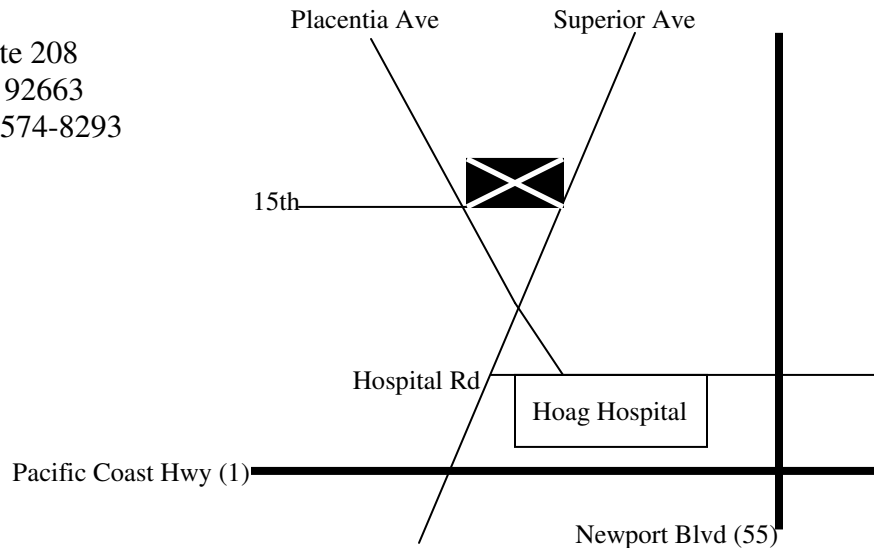 Placentia Ave
Superior Ave
te 208
92663
574-8293
15th
Hospital Rd
Hoag Hospital
Pacific Coast Hwy (1)
Newport Blvd (55)